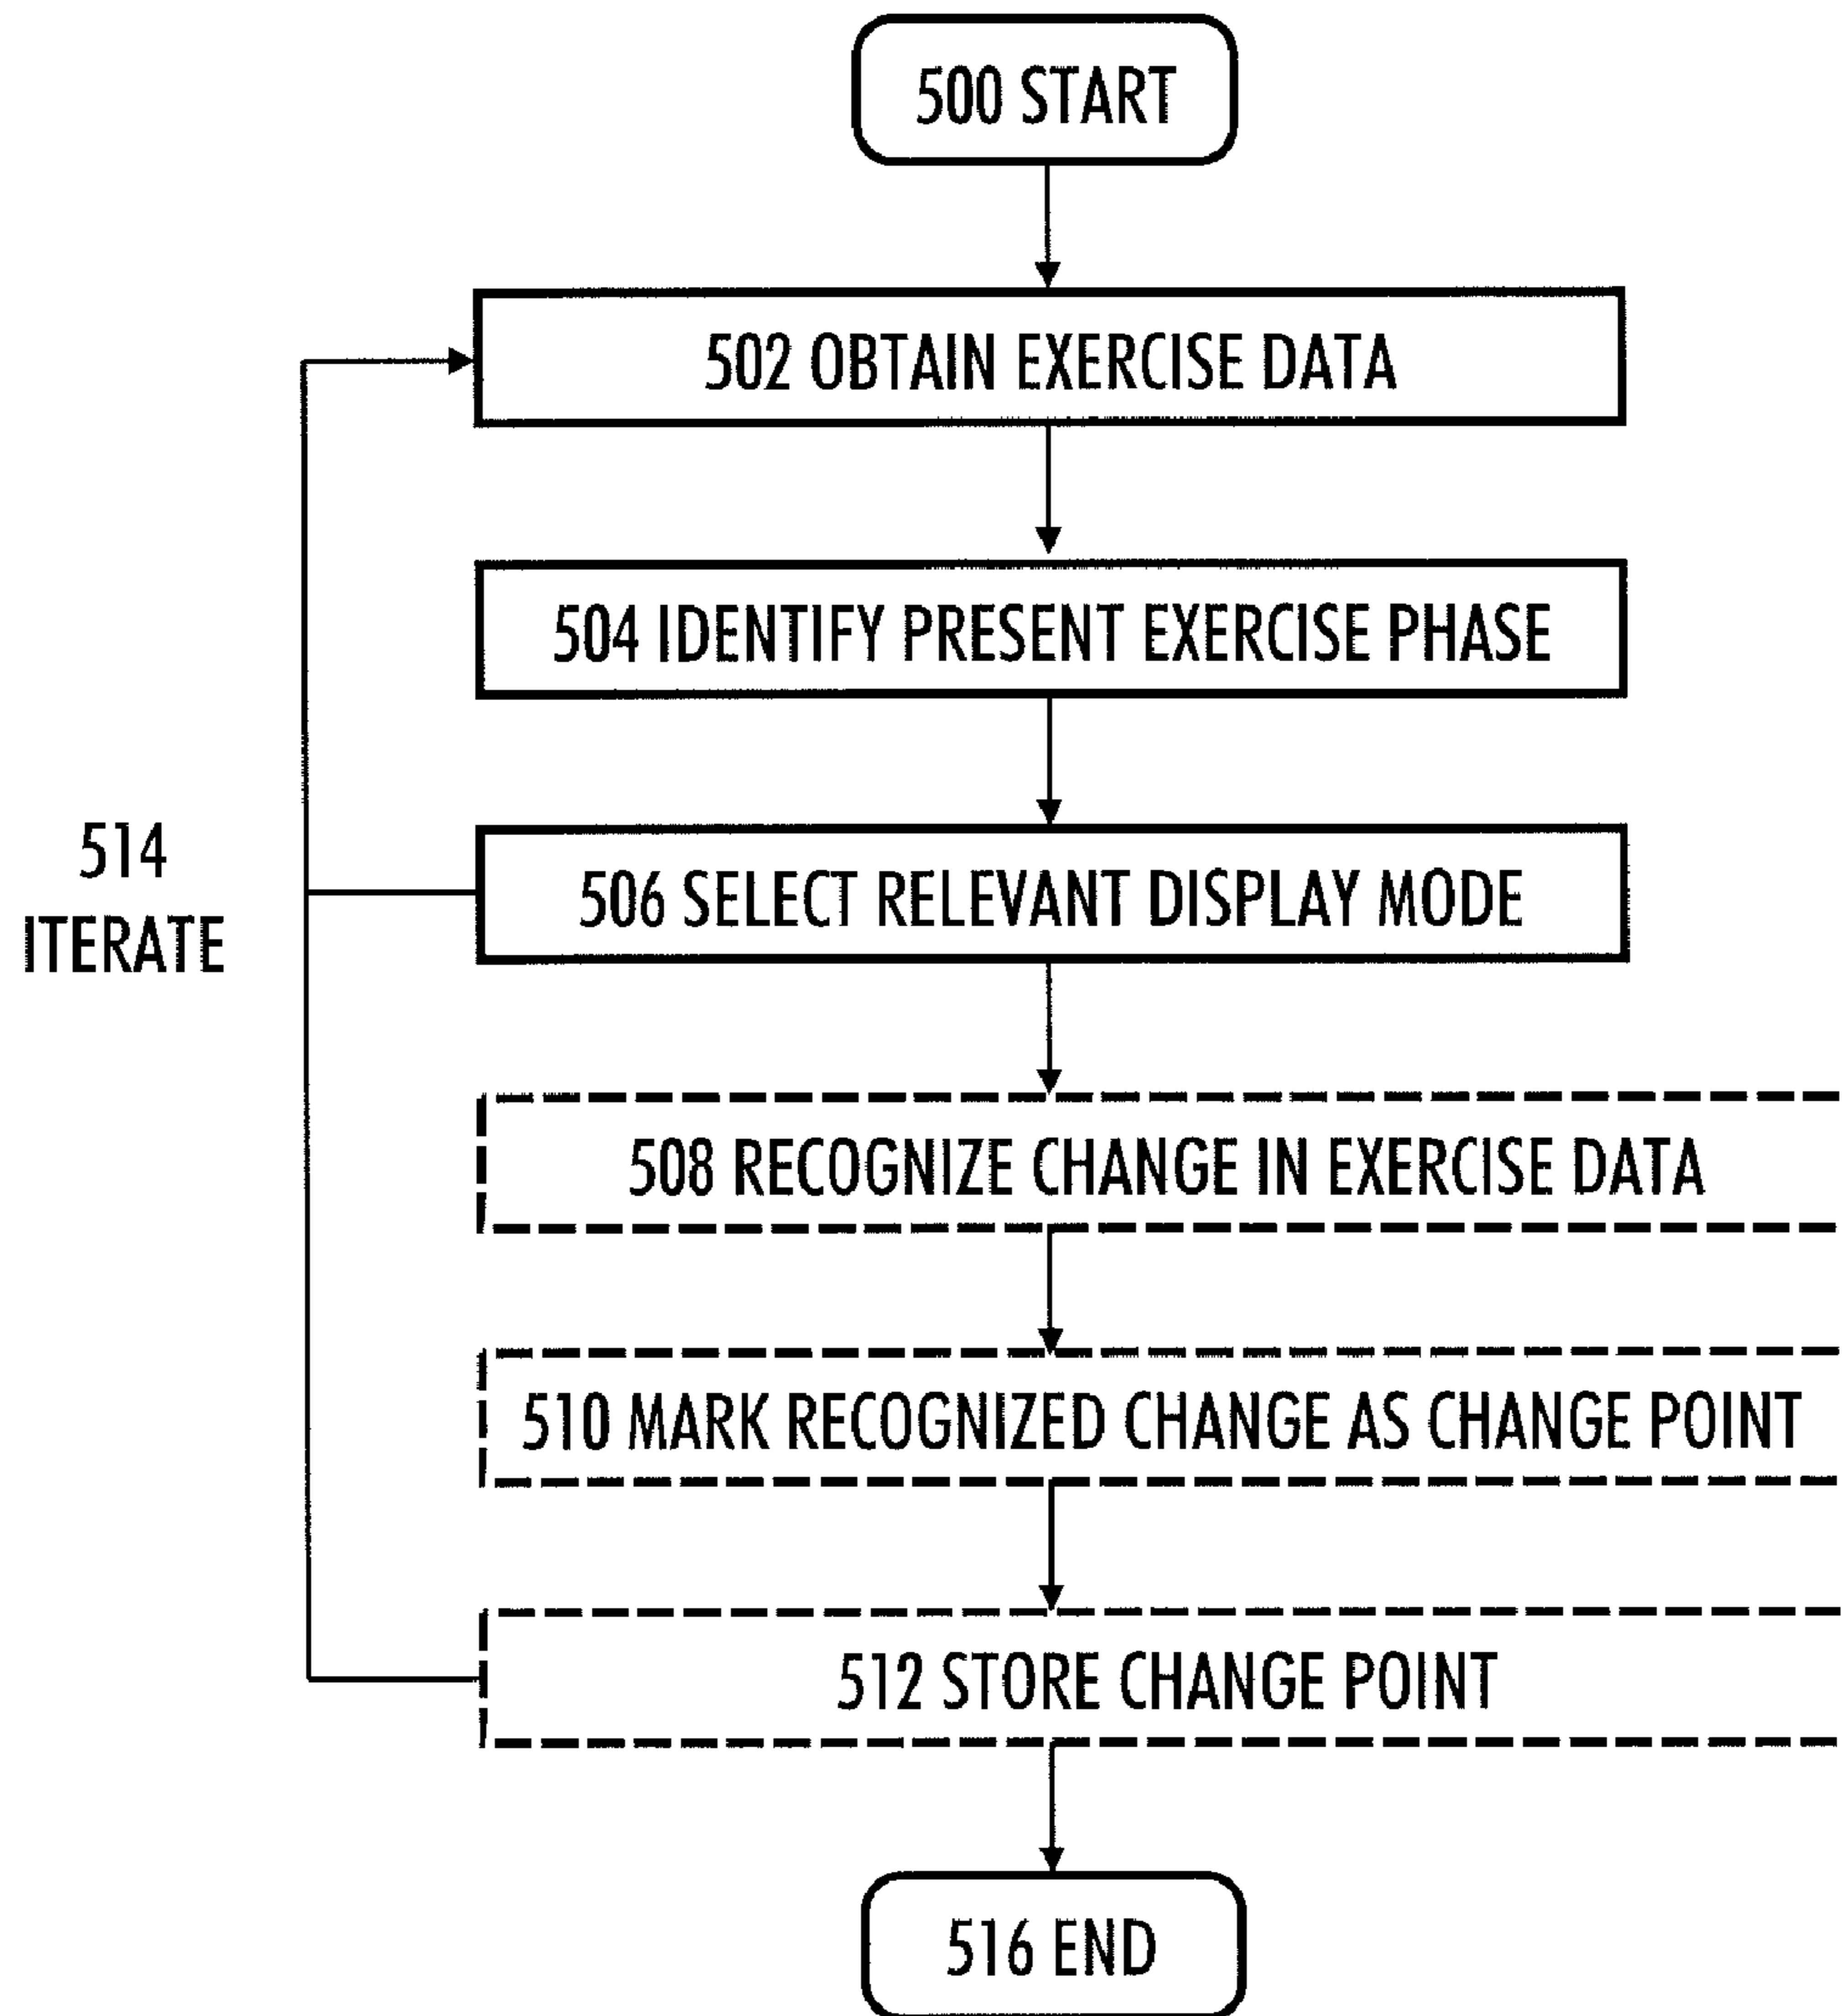 500 START
502 OBTAIN EXERCISE DATA
504 IDENTIFY PRESENT EXERCISE PHASE
514
ITERATE
506 SELECT RELEVANT DISPLAY MODE
508 RECOGNIZE CHANGE IN EXERCISE DATA
510 MARK RECOGNIZED CHANGE AS CHANGE POINT
512 STORE CHANGE POINT
516 END